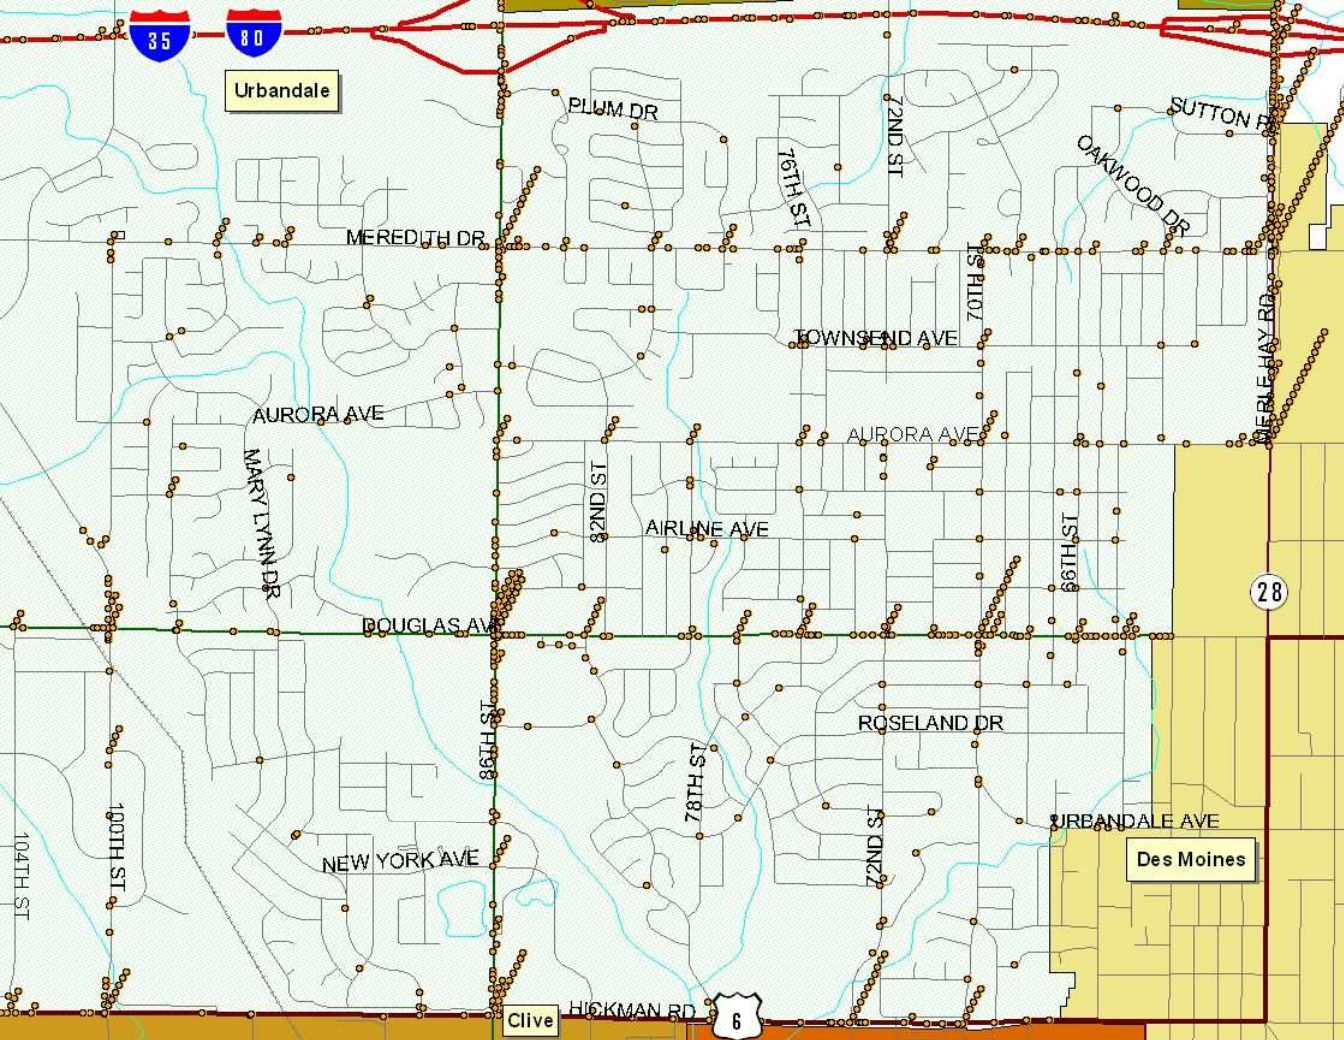 35
80
Urbandale
PLUM DR
72ND ST
SUTTON
OAKWOOD DR
76TH ST
MEREDITH DR
70TH ST
MERLE HAY RD
TOWNSEND AVE
AURORA AVE
AURORA AVE
MARY LYNN DR
82ND ST
AIRLINE AVE
66TH ST
28
DOUGLAS AV
86TH ST
ROSELAND DR
78TH ST
72ND ST
URBANDALE AVE
Des Moines
100TH ST
104TH ST
NEW YORK AVE
Clive
HICKMAN RD
6